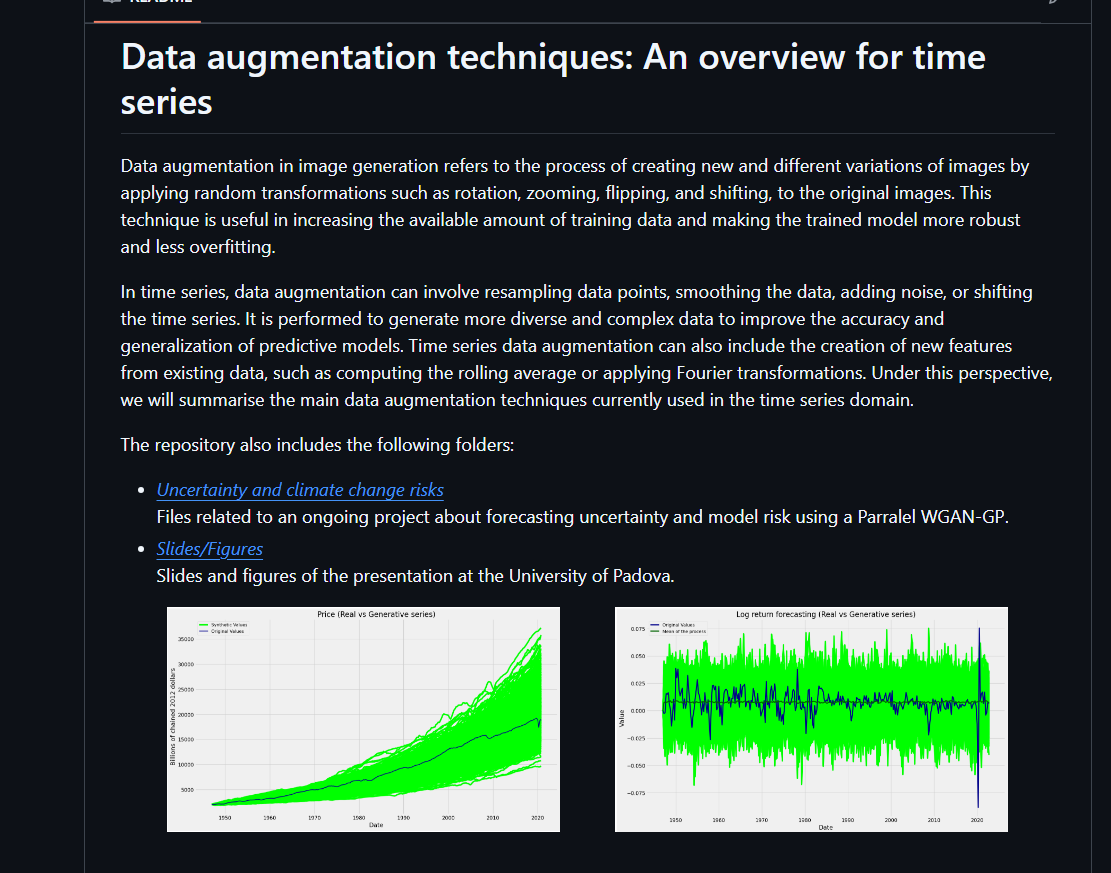 README
Data augmentation techniques: An overview for time
series
Data augmentation in image generation refers to the process of creating new and different variations of images by
applying random transformations such as rotation, zooming, flipping, and shifting, to the original images. This
technique is useful in increasing the available amount of training data and making the trained model more robust
and less overfitting.
In time series, data augmentation can involve resampling data points, smoothing the data, adding noise, or shifting
the time series. It is performed to generate more diverse and complex data to improve the accuracy and
generalization of predictive models. Time series data augmentation can also include the creation of new features
from existing data, such as computing the rolling average or applying Fourier transformations. Under this perspective,
we will summarise the main data augmentation techniques currently used in the time series domain.
The repository also includes the following folders:
• Uncertainty and climate change risks
Files related to an ongoing project about forecasting uncertainty and model risk using a Parralel WGAN-GP.
• Slides/Figures
Slides and figures of the presentation at the University of Padova.
Price (Real vs Generative series)
Synthetic Values
Original Values
35000
30000
25000
20000
15000
10000
5000
Billions of chained 2012 dollars
1950 1960 1970 1980 1990 2000 2010 2020
Date
Log return forecasting (Real vs Generative series)
Original Values
Mean of the process
0.075
0.050
0.025
0.000
−0.025
−0.050
−0.075
Value
1950 1960 1970 1980 1990 2000 2010 2020
Date